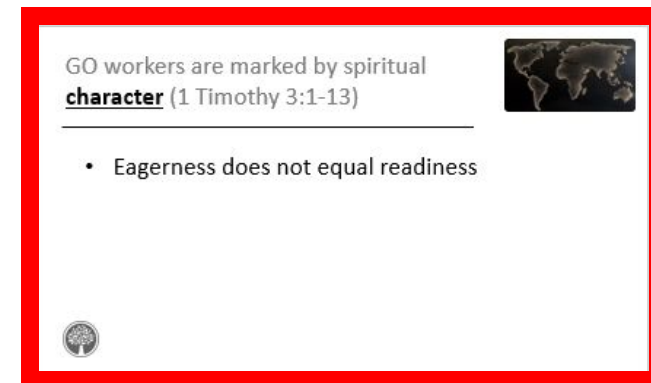 GO workers are marked by spiritual
character (1 Timothy 3:1-13)
• Eagerness does not equal readiness